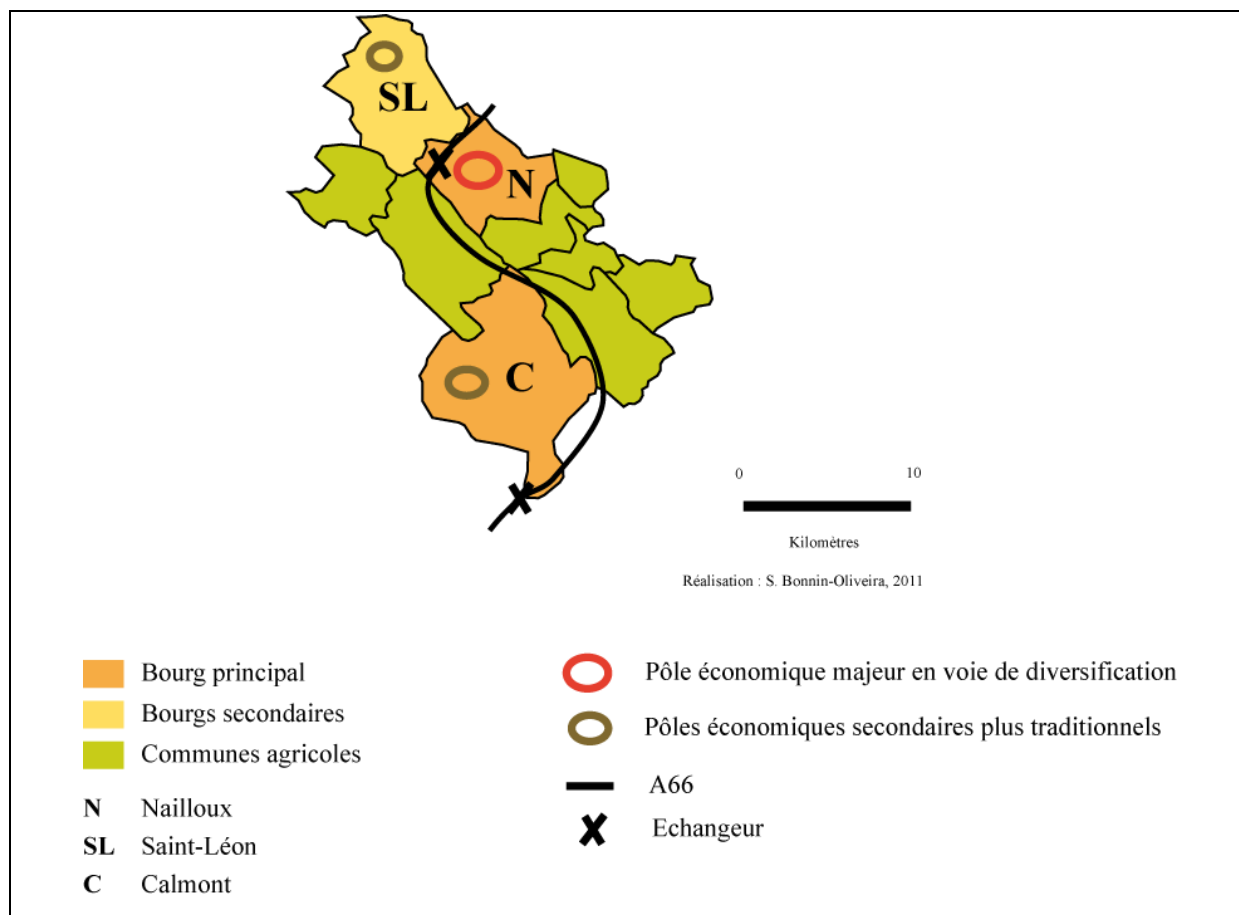 SL
N
C
0 10
Kilomètres
Réalisation : S. Bonnin-Oliveira, 2011
Bourg principal
Bourgs secondaires
Communes agricoles
N Nailloux
SL Saint-Léon
C Calmont
Pôle économique majeur en voie de diversification
Pôles économiques secondaires plus traditionnels
A66
Echangeur